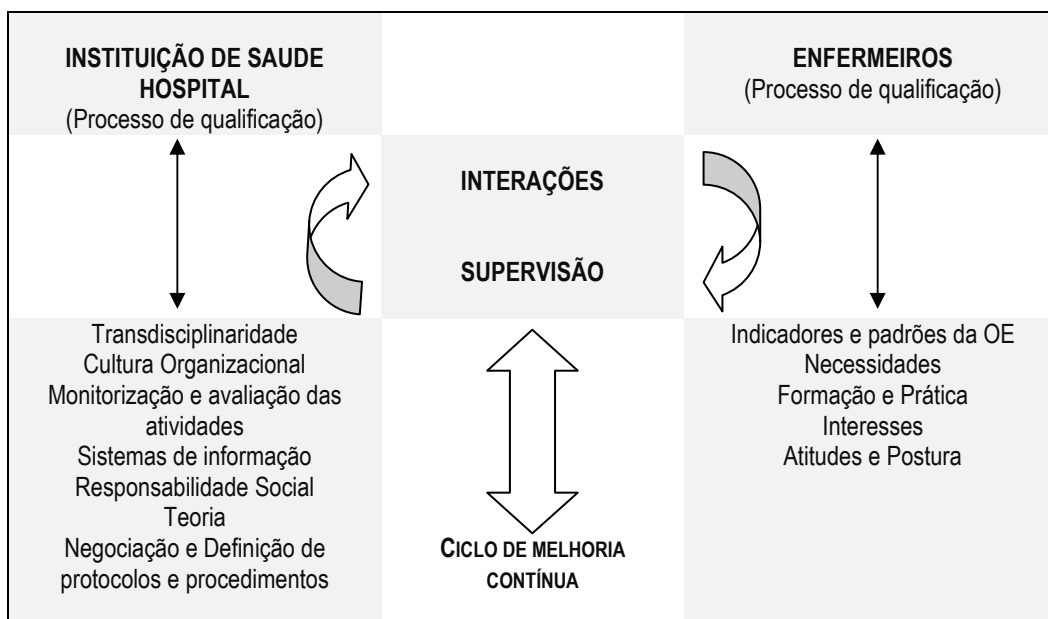 INSTITUIÇÃO DE SAUDE
HOSPITAL
(Processo de qualificação)
ENFERMEIROS
(Processo de qualificação)
INTERAÇÕES
SUPERVISÃO
Transdisciplinaridade
Cultura Organizacional
Monitorização e avaliação das
atividades
Sistemas de informação
Responsabilidade Social
Teoria
Negociação e Definição de
protocolos e procedimentos
CICLO DE MELHORIA
CONTÍNUA
Indicadores e padrões da OE
Necessidades
Formação e Prática
Interesses
Atitudes e Postura